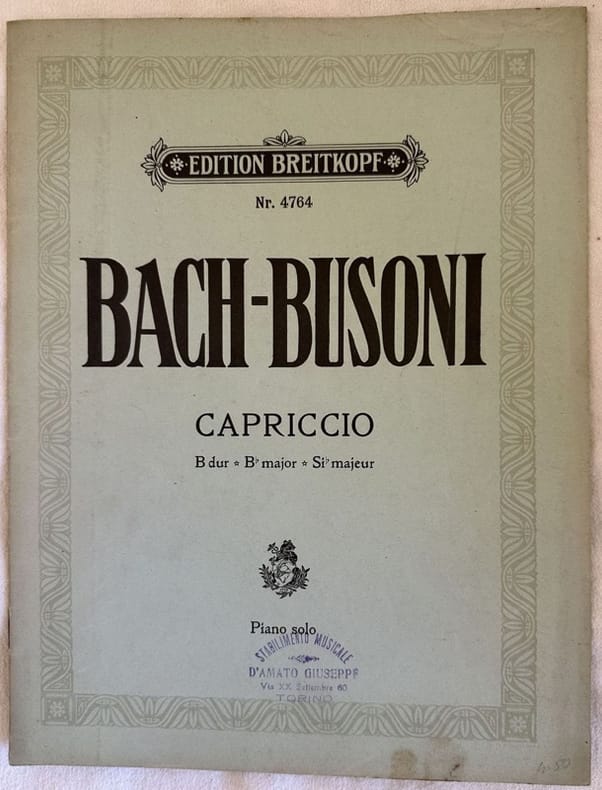 EDITION BREITKOPF
Nr. 4764
BACH-BUSONI
CAPRICCIO
B dur ☆ B♭ major ☆ Si♭ majeur
Piano solo
STABILIMENTO MUSICALE
D'AMATO GIUSEPPE
Via XX Settembre 60
TORINO